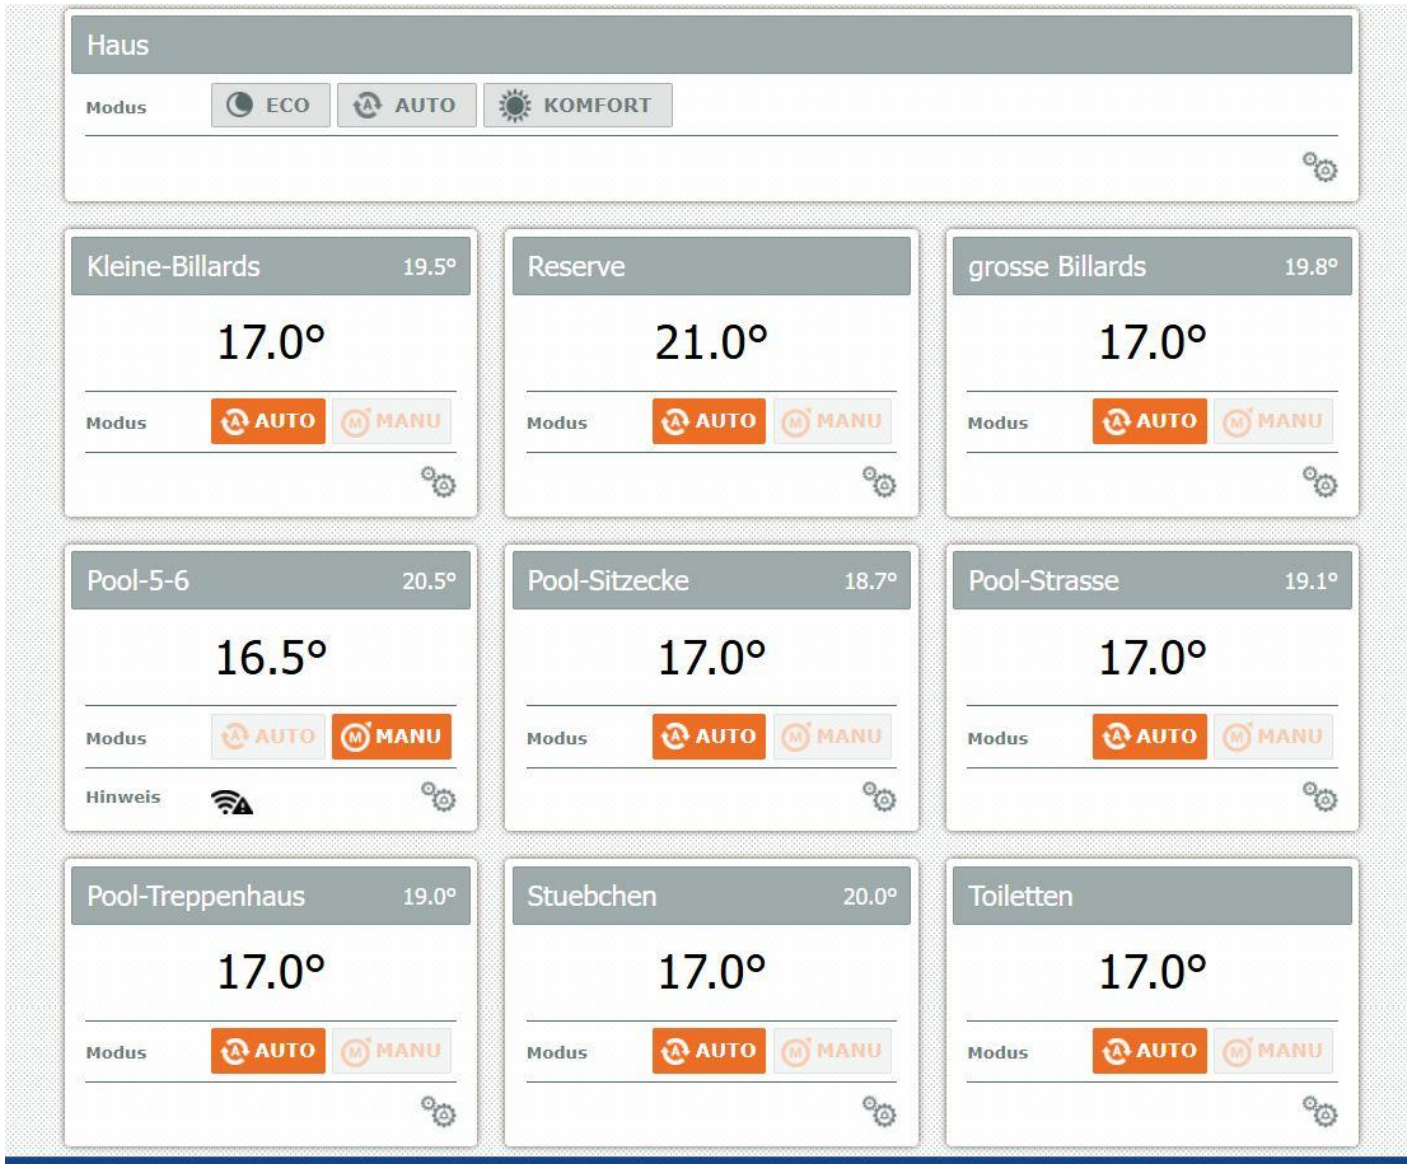 Haus
Modus ECO AUTO KOMFORT
Kleine-Billards 19.5°
17.0°
Modus AUTO MANU
Reserve
21.0°
Modus AUTO MANU
grosse Billards 19.8°
17.0°
Modus AUTO MANU
Pool-5-6 20.5°
16.5°
Modus AUTO MANU
Hinweis
Pool-Sitzecke 18.7°
17.0°
Modus AUTO MANU
Pool-Strasse 19.1°
17.0°
Modus AUTO MANU
Pool-Treppenhaus 19.0°
17.0°
Modus AUTO MANU
Stuebchen 20.0°
17.0°
Modus AUTO MANU
Toiletten
17.0°
Modus AUTO MANU